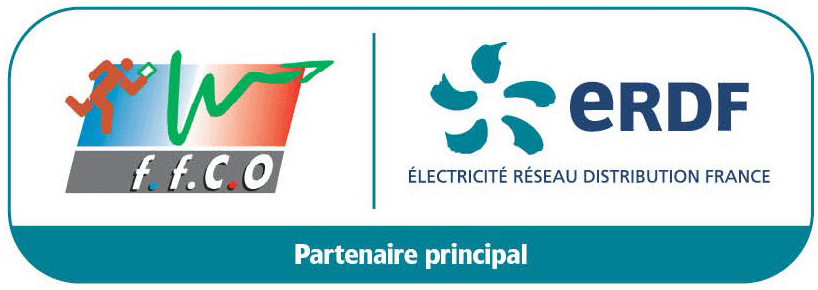 f.f.C.O
eRDF
ÉLECTRICITÉ RÉSEAU DISTRIBUTION FRANCE
Partenaire principal